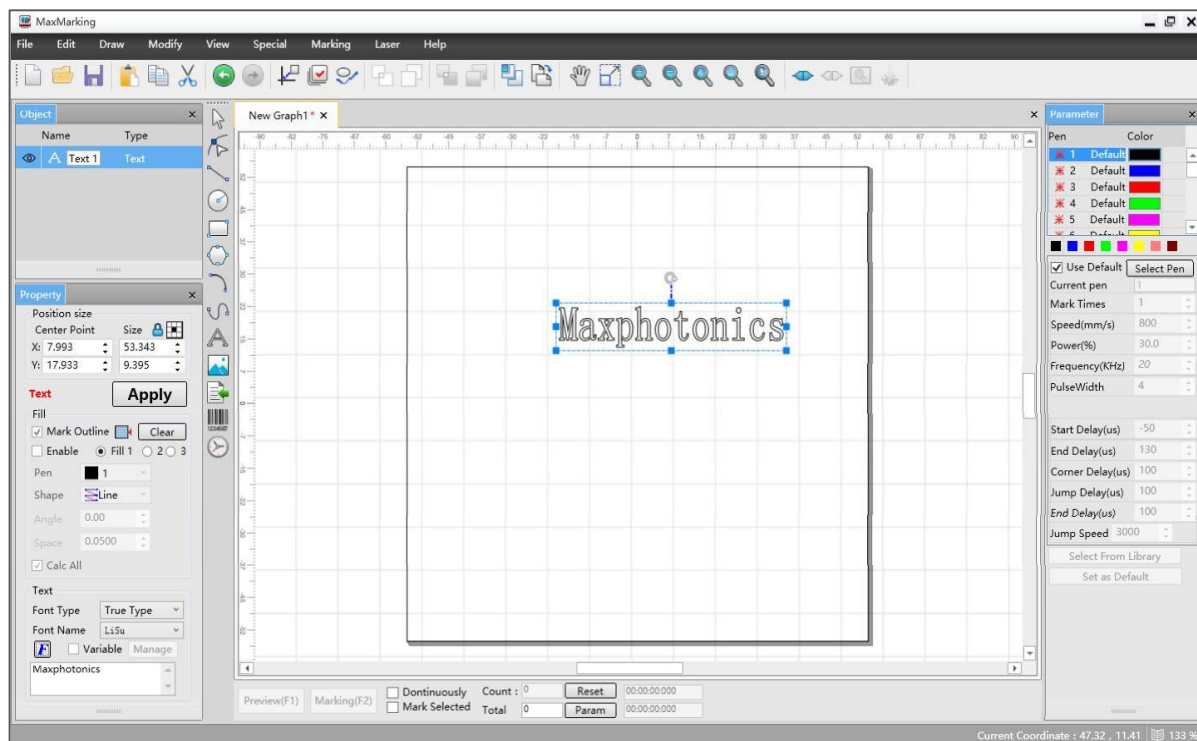 MaxMarking
File Edit Draw Modify View Special Marking Laser Help
Object
Name Type
A Text 1 Text
Property
Position size
Center Point Size
X: 7.993 53.343
Y: 17.933 9.395
Text Apply
Fill
Mark Outline Clear
Enable Fill 1 2 3
Pen 1
Shape Line
Angle 0.00
Space 0.0500
Calc All
Text
Font Type True Type
Font Name LiSu
F Variable Manage
Maxphotonics
New Graph1*
Maxphotonics
Preview(F1) Marking(F2)
Dontinuously Count : 0 Reset 00:00:00:000
Mark Selected Total 0 Param 00:00:00:000
Parameter
Pen Color
1 Default
2 Default
3 Default
4 Default
5 Default
6 Default
Use Default Select Pen
Current pen 1
Mark Times 1
Speed(mm/s) 800
Power(%) 30.0
Frequency(KHz) 20
PulseWidth 4
Start Delay(us) -50
End Delay(us) 130
Corner Delay(us) 100
Jump Delay(us) 100
End Delay(us) 100
Jump Speed 3000
Select From Library
Set as Default
Current Coordinate : 47.32 , 11.41 133 %